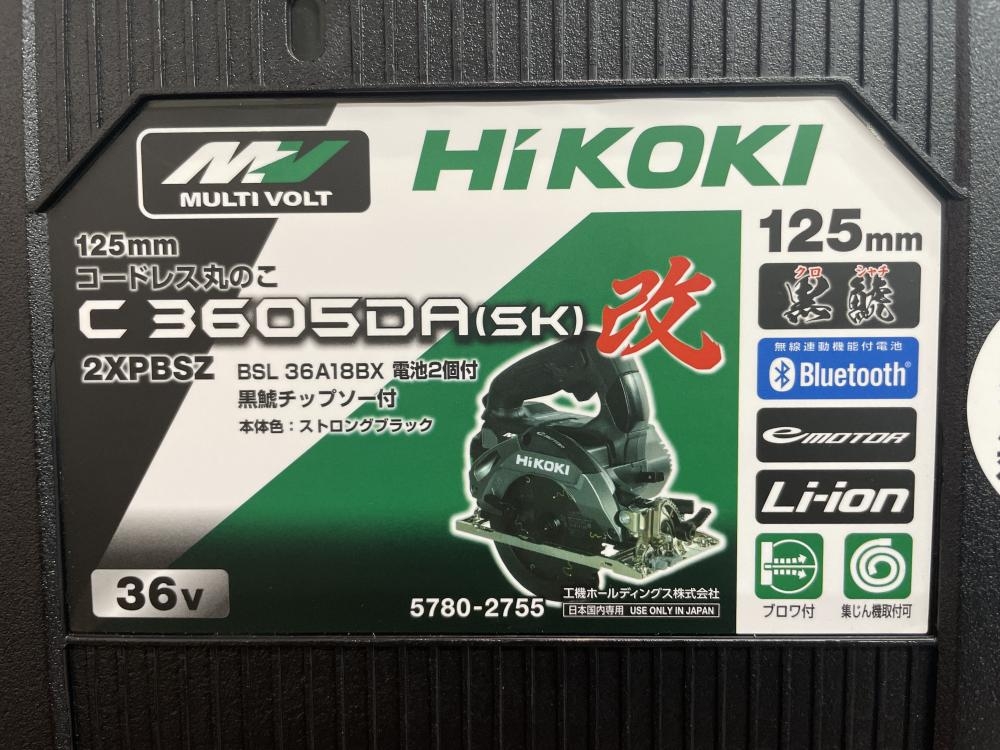 MV
MULTI VOLT
HiKOKI
125mm
コードレス丸のこ
C 3605DA(SK) 改
2XPBSZ BSL 36A18BX 電池2個付
黒鯱チップソー付
本体色:ストロングブラック
HiKOKI
36V
5780-2755
工機ホールディングス株式会社
日本国内専用 USE ONLY IN JAPAN
125mm
クロ シャチ
黒 鯱
無線連動機能付電池
Bluetooth®
eMOTOR
Li-ion
ブロワ付
集じん機取付可